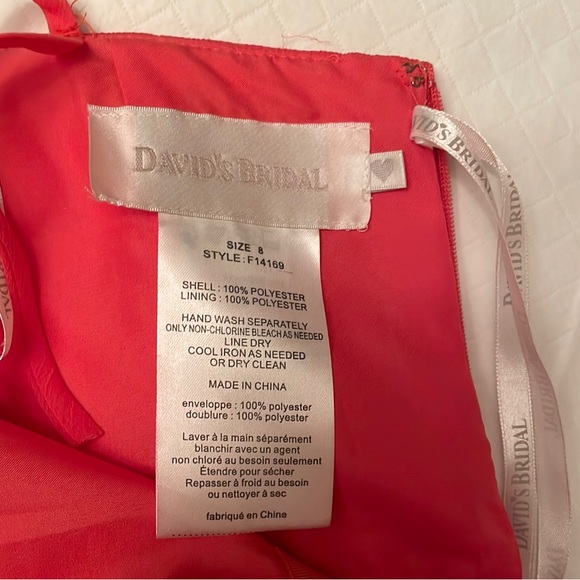 DAVID'S BRIDAL
SIZE 8
STYLE: F14169
SHELL: 100% POLYESTER
LINING: 100% POLYESTER
HAND WASH SEPARATELY
ONLY NON-CHLORINE BLEACH AS NEEDED
LINE DRY
COOL IRON AS NEEDED
OR DRY CLEAN
MADE IN CHINA
enveloppe : 100% polyester
doublure : 100% polyester
Laver à la main séparément
blanchir avec un agent
non chloré au besoin seulement
Étendre pour sécher
Repasser à froid au besoin
ou nettoyer à sec
fabriqué en Chine
DAVID'S BRIDAL
DAVID'S BRIDAL
DAVID'S BRIDAL